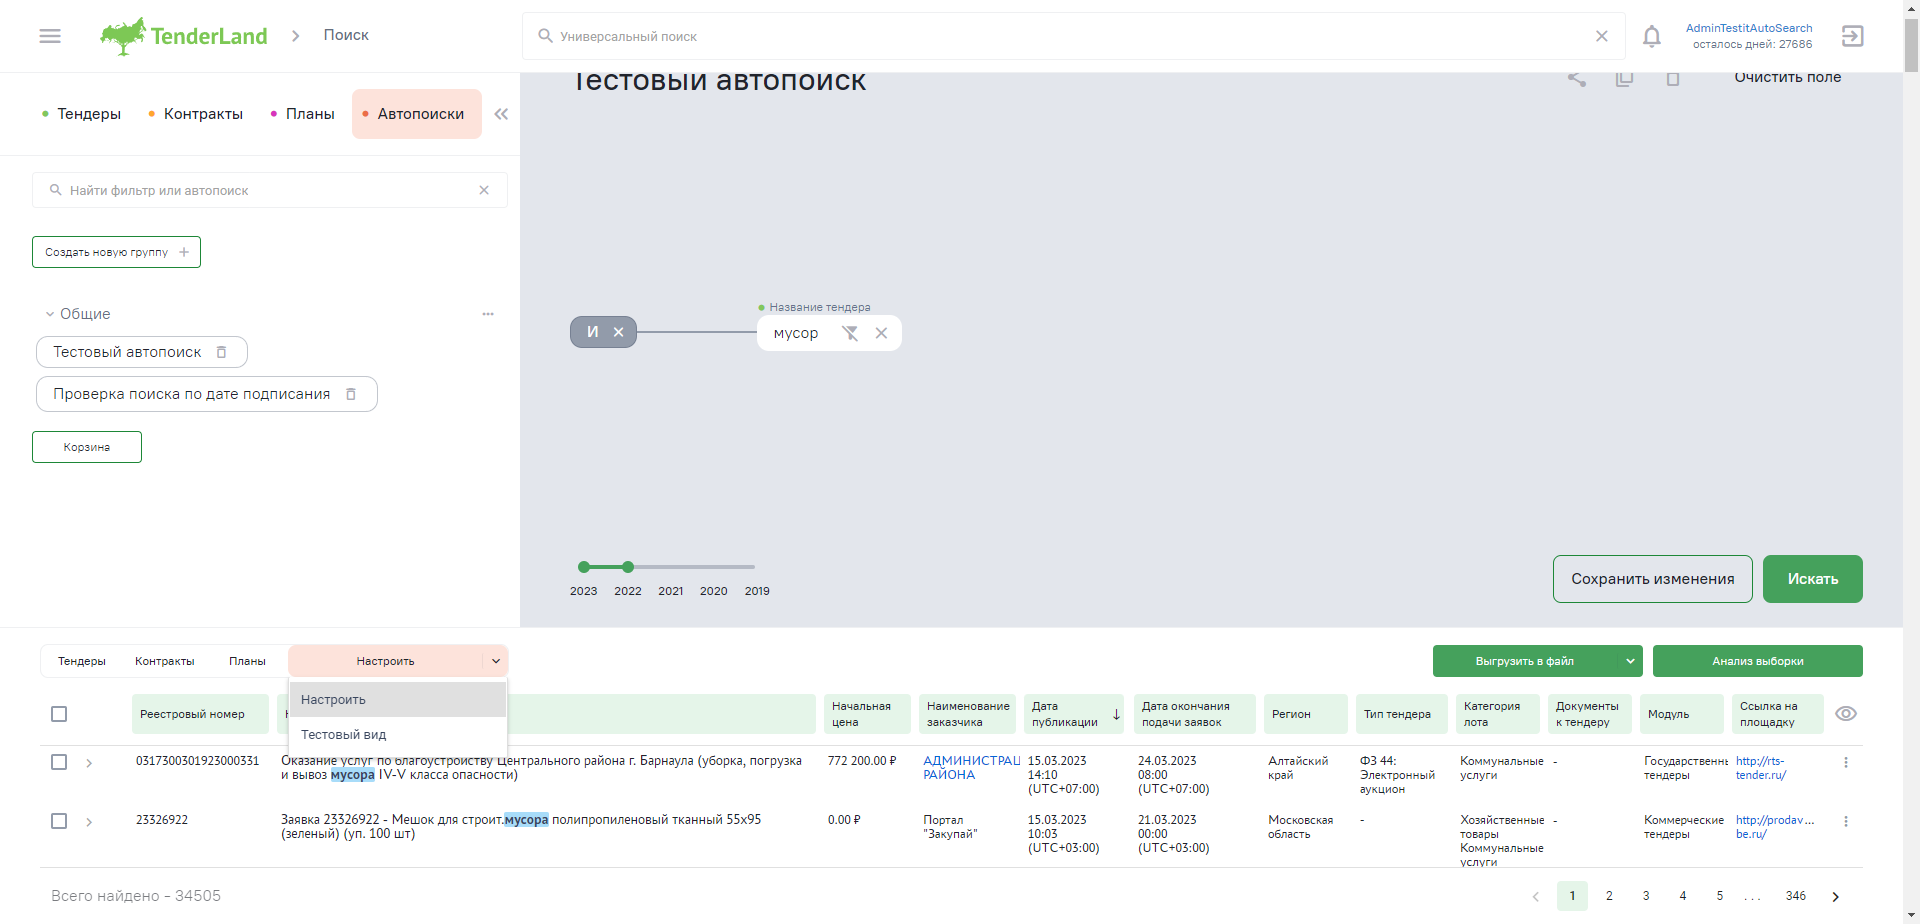 TenderLand
Поиск
Универсальный поиск
AdminTestitAutoSearch
осталось дней: 27686
Тендеры
Контракты
Планы
Автопоиски
Тестовый автопоиск
Очистить поле
Найти фильтр или автопоиск
Создать новую группу
Общие
Тестовый автопоиск
Проверка поиска по дате подписания
Корзина
Название тендера
И
мусор
2023 2022 2021 2020 2019
Сохранить изменения
Искать
Тендеры Контракты Планы Настроить
Выгрузить в файл
Анализ выборки
Настроить
Тестовый вид
Реестровый номер
Начальная
цена
Наименование
заказчика
Дата
публикации
Дата окончания
подачи заявок
Регион
Тип тендера
Категория
лота
Документы
к тендеру
Модуль
Ссылка на
площадку
0317300301923000331
Оказание услуг по благоустройству Центрального района г. Барнаула (уборка, погрузка
и вывоз мусора IV-V класса опасности)
772 200.00 ₽
АДМИНИСТРАЦ
РАЙОНА
15.03.2023
14:10
(UTC+07:00)
24.03.2023
08:00
(UTC+07:00)
Алтайский
край
ФЗ 44:
Электронный
аукцион
Коммунальные
услуги
-
Государственн
тендеры
http://rts-
tender.ru/
23326922
Заявка 23326922 - Мешок для строит.мусора полипропиленовый тканный 55х95
(зеленый) (уп. 100 шт)
0.00 ₽
Портал
"Закупай"
15.03.2023
10:03
(UTC+03:00)
21.03.2023
00:00
(UTC+03:00)
Московская
область
-
Хозяйственные
товары
Коммунальные
услуги
-
Коммерческие
тендеры
http://prodav...
be.ru/
Всего найдено - 34505
1 2 3 4 5 ... 346